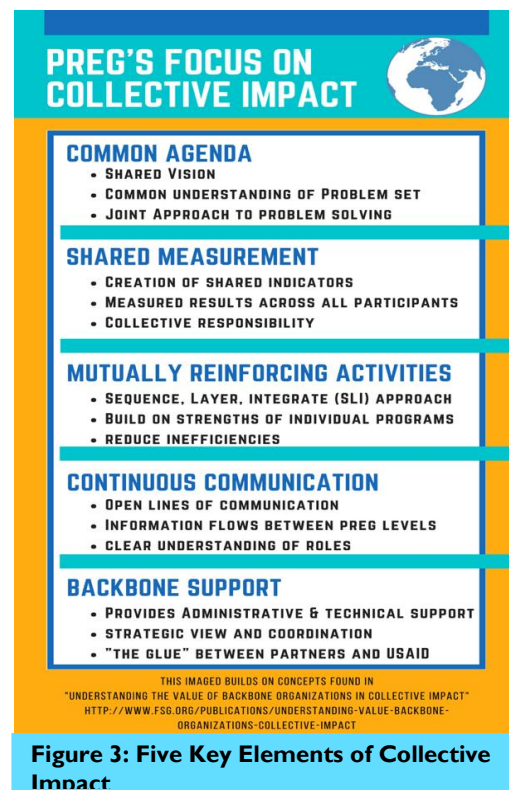 PREG'S FOCUS ON
COLLECTIVE IMPACT
COMMON AGENDA
• SHARED VISION
• COMMON UNDERSTANDING OF PROBLEM SET
• JOINT APPROACH TO PROBLEM SOLVING
SHARED MEASUREMENT
• CREATION OF SHARED INDICATORS
• MEASURED RESULTS ACROSS ALL PARTICIPANTS
• COLLECTIVE RESPONSIBILITY
MUTUALLY REINFORCING ACTIVITIES
• SEQUENCE, LAYER, INTEGRATE (SLI) APPROACH
• BUILD ON STRENGTHS OF INDIVIDUAL PROGRAMS
• REDUCE INEFFICIENCIES
CONTINUOUS COMMUNICATION
• OPEN LINES OF COMMUNICATION
• INFORMATION FLOWS BETWEEN PREG LEVELS
• CLEAR UNDERSTANDING OF ROLES
BACKBONE SUPPORT
• PROVIDES ADMINISTRATIVE & TECHNICAL SUPPORT
• STRATEGIC VIEW AND COORDINATION
• "THE GLUE" BETWEEN PARTNERS AND USAID
THIS IMAGED BUILDS ON CONCEPTS FOUND IN
"UNDERSTANDING THE VALUE OF BACKBONE ORGANIZATIONS IN COLLECTIVE IMPACT"
HTTP://WWW.FSG.ORG/PUBLICATIONS/UNDERSTANDING-VALUE-BACKBONE-
ORGANIZATIONS-COLLECTIVE-IMPACT
Figure 3: Five Key Elements of Collective
Impact